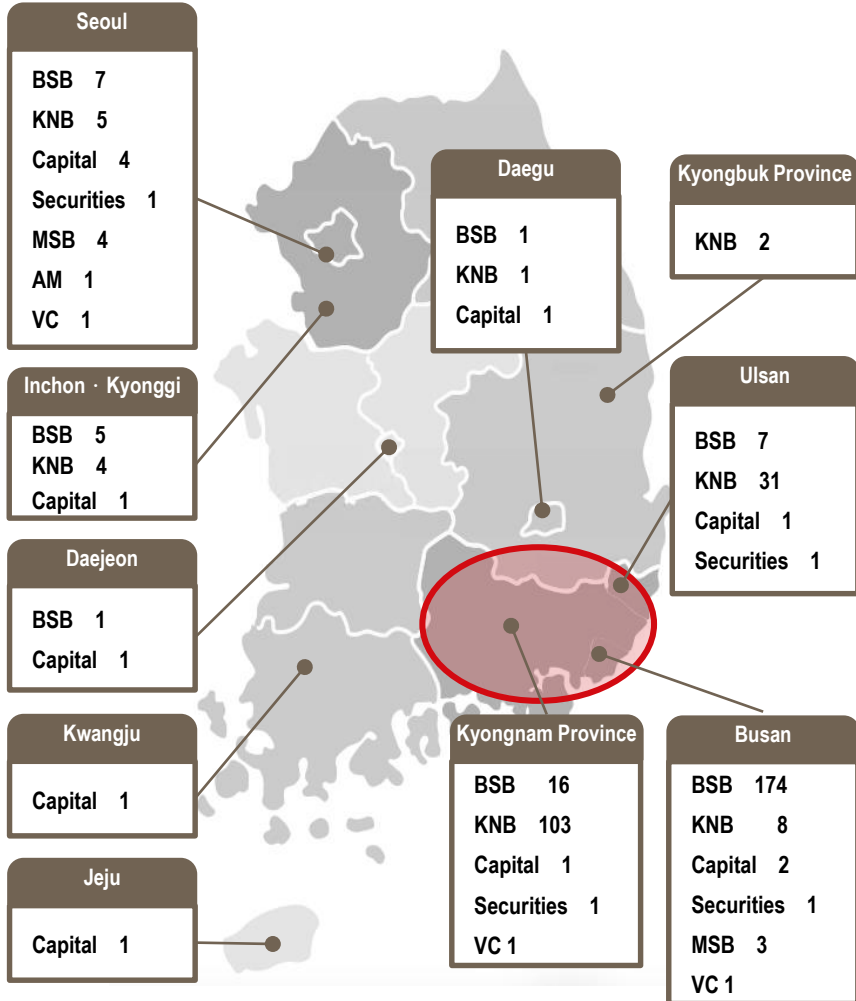 Seoul
BSB 7
KNB 5
Capital 4
Securities 1
MSB 4
AM 1
VC 1
Inchon · Kyonggi
BSB 5
KNB 4
Capital 1
Daejeon
BSB 1
Capital 1
Kwangju
Capital 1
Jeju
Capital 1
Daegu
BSB 1
KNB 1
Capital 1
Kyongbuk Province
KNB 2
Ulsan
BSB 7
KNB 31
Capital 1
Securities 1
Kyongnam Province
BSB 16
KNB 103
Capital 1
Securities 1
VC 1
Busan
BSB 174
KNB 8
Capital 2
Securities 1
MSB 3
VC 1